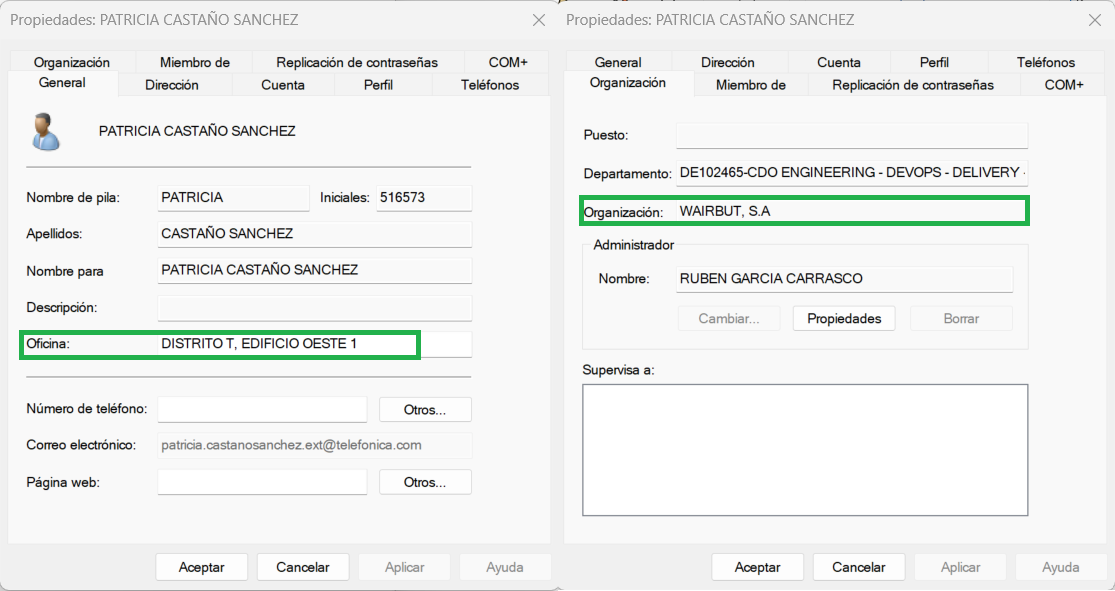 Propiedades: PATRICIA CASTAÑO SANCHEZ
Organización Miembro de Replicación de contraseñas COM+
General Dirección Cuenta Perfil Teléfonos
PATRICIA CASTAÑO SANCHEZ
Nombre de pila: PATRICIA Iniciales: 516573
Apellidos: CASTAÑO SANCHEZ
Nombre para PATRICIA CASTAÑO SANCHEZ
Descripción:
Oficina: DISTRITO T, EDIFICIO OESTE 1
Número de teléfono: Otros...
Correo electrónico: patricia.castanosanchez.ext@telefonica.com
Página web: Otros...
Aceptar Cancelar Aplicar Ayuda
Propiedades: PATRICIA CASTAÑO SANCHEZ
General Dirección Cuenta Perfil Teléfonos
Organización Miembro de Replicación de contraseñas COM+
Puesto:
Departamento: DE102465-CDO ENGINEERING - DEVOPS - DELIVERY -
Organización: WAIRBUT, S.A
Administrador
Nombre: RUBEN GARCIA CARRASCO
Cambiar... Propiedades Borrar
Supervisa a:
Aceptar Cancelar Aplicar Ayuda